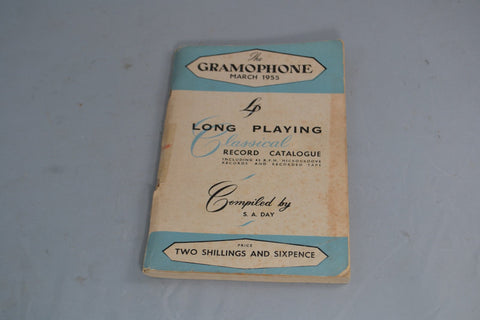 The
GRAMOPHONE
MARCH 1955
LP
LONG PLAYING
Classical
RECORD CATALOGUE
INCLUDING 45 R.P.M. MICROGROOVE
RECORDS AND RECORDED TAPE
Compiled by
S. A. DAY
PRICE
TWO SHILLINGS AND SIXPENCE